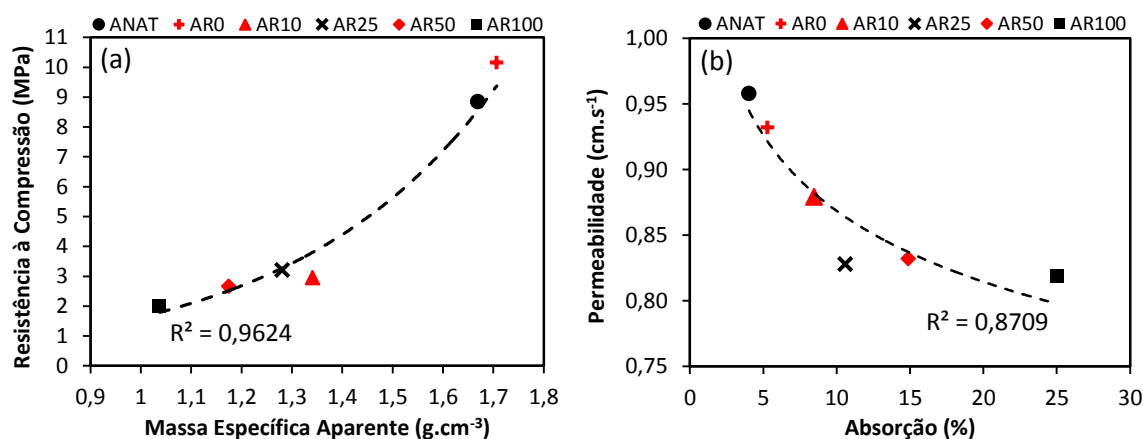 ANAT AR0 AR10 AR25 AR50 AR100
(a)
Resistência à Compressão (MPa)
11
10
9
8
7
6
5
4
3
2
1
0
R² = 0,9624
0,9 1 1,1 1,2 1,3 1,4 1,5 1,6 1,7 1,8
Massa Específica Aparente (g.cm⁻³)
ANAT AR0 AR10 AR25 AR50 AR100
(b)
Permeabilidade (cm.s⁻¹)
1,00
0,95
0,90
0,85
0,80
0,75
R² = 0,8709
0 5 10 15 20 25 30
Absorção (%)